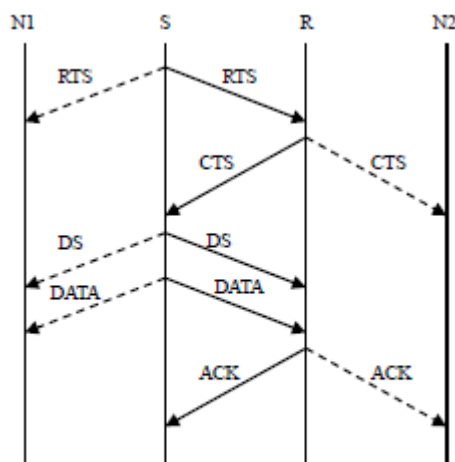 N1 S R N2
RTS RTS
CTS CTS
DS DS
DATA DATA
ACK ACK